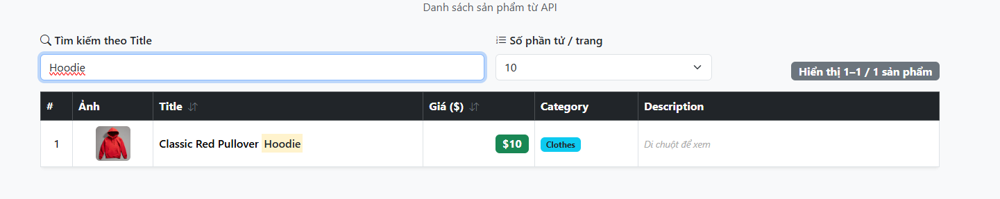 Danh sách sản phẩm từ API
Tìm kiếm theo Title
Số phần tử / trang
Hoodie
10
Hiển thị 1–1 / 1 sản phẩm
# Ảnh Title Giá ($) Category Description
1 Classic Red Pullover Hoodie $10 Clothes Di chuột để xem